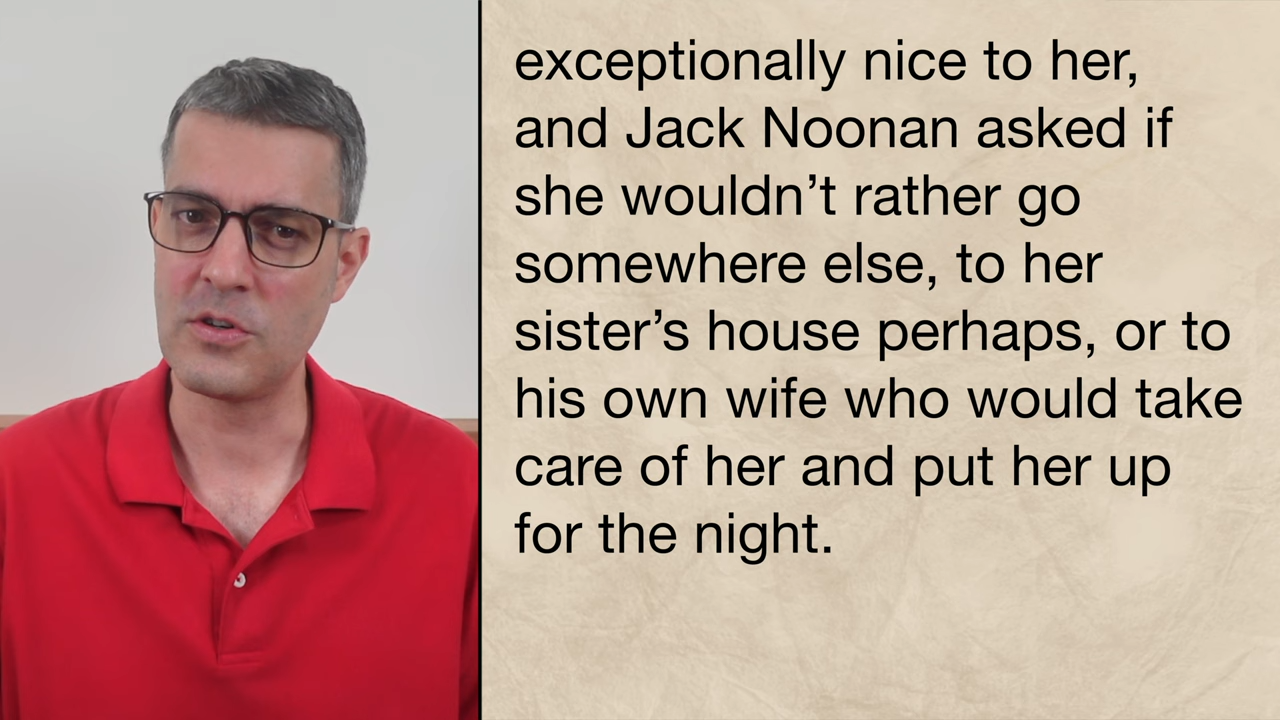 exceptionally nice to her,
and Jack Noonan asked if
she wouldn’t rather go
somewhere else, to her
sister’s house perhaps, or to
his own wife who would take
care of her and put her up
for the night.